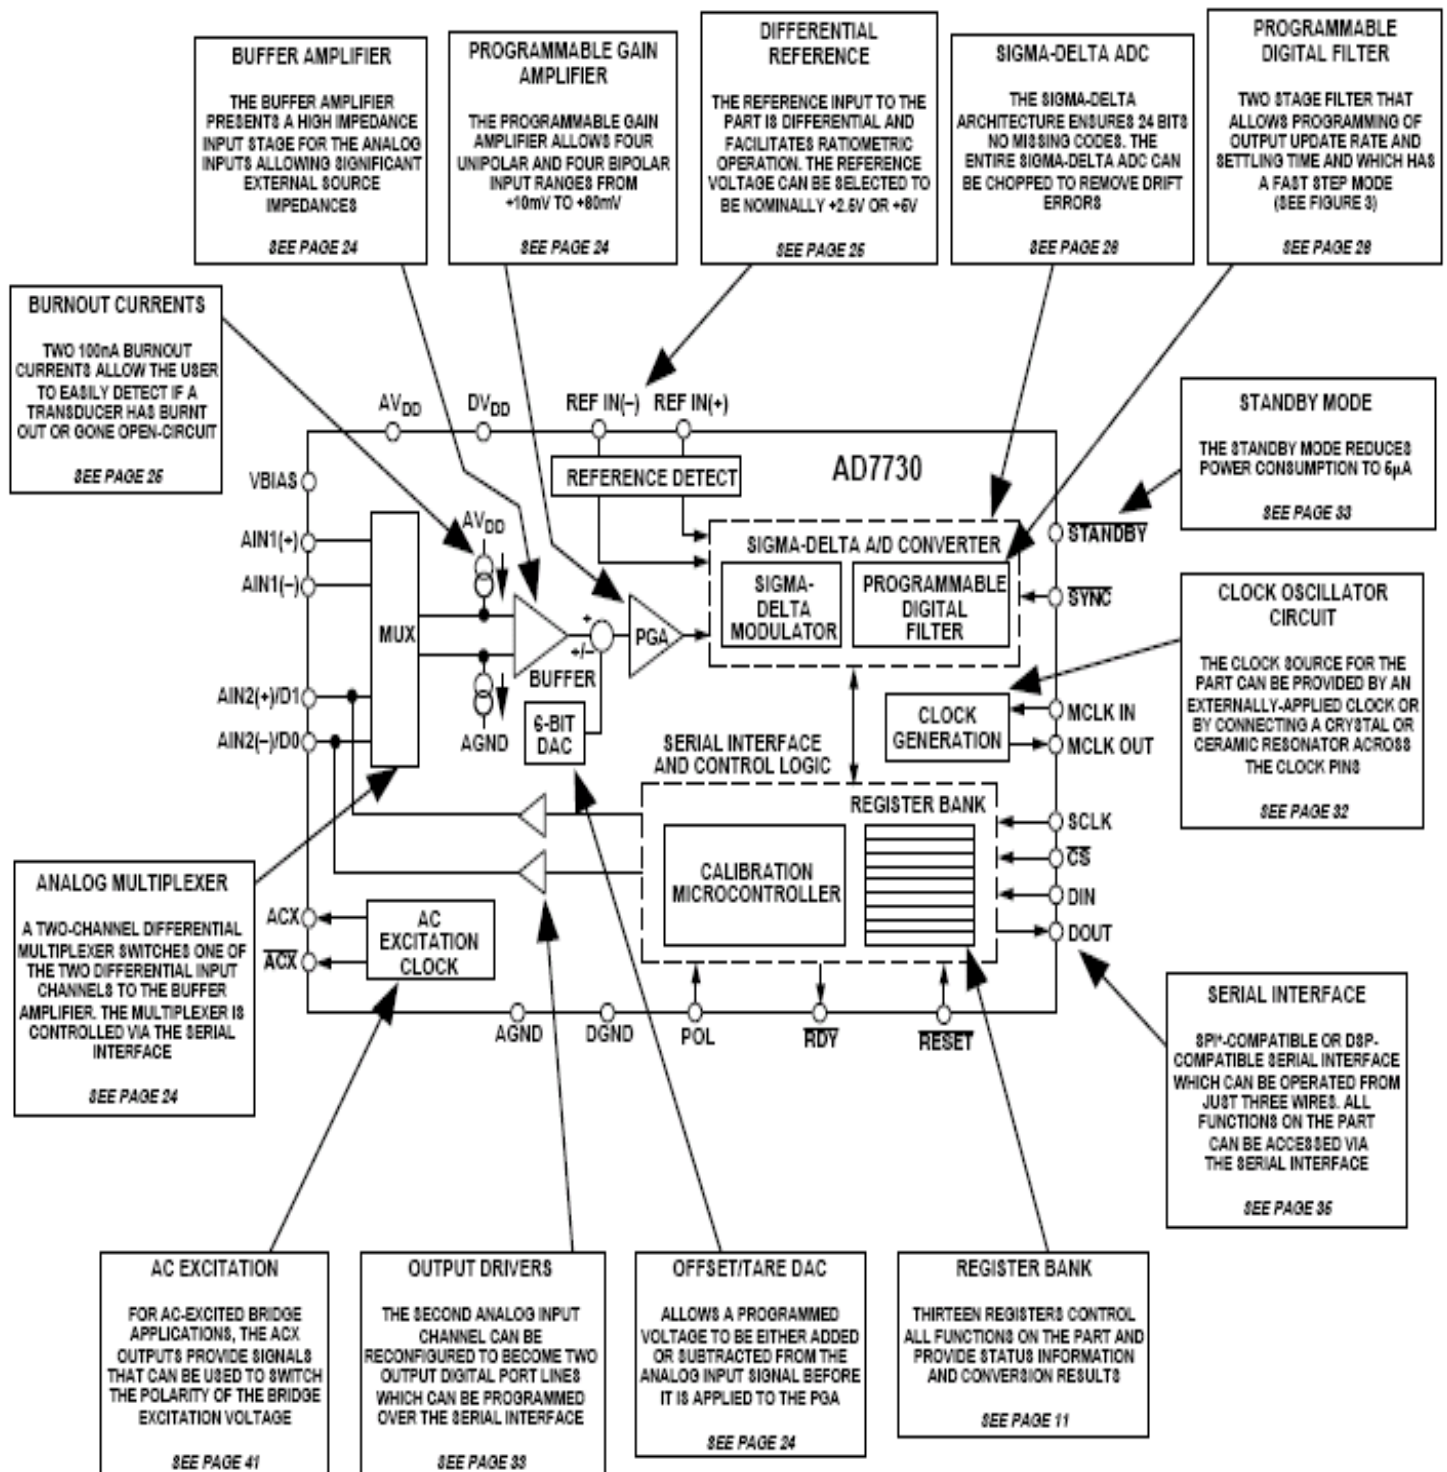 BUFFER AMPLIFIER
THE BUFFER AMPLIFIER
PRESENTS A HIGH IMPEDANCE
INPUT STAGE FOR THE ANALOG
INPUTS ALLOWING SIGNIFICANT
EXTERNAL SOURCE
IMPEDANCES
SEE PAGE 24
PROGRAMMABLE GAIN
AMPLIFIER
THE PROGRAMMABLE GAIN
AMPLIFIER ALLOWS FOUR
UNIPOLAR AND FOUR BIPOLAR
INPUT RANGES FROM
+10mV TO +80mV
SEE PAGE 24
DIFFERENTIAL
REFERENCE
THE REFERENCE INPUT TO THE
PART IS DIFFERENTIAL AND
FACILITATES RATIOMETRIC
OPERATION. THE REFERENCE
VOLTAGE CAN BE SELECTED TO
BE NOMINALLY +2.5V OR +5V
SEE PAGE 25
SIGMA-DELTA ADC
THE SIGMA-DELTA
ARCHITECTURE ENSURES 24 BITS
NO MISSING CODES. THE
ENTIRE SIGMA-DELTA ADC CAN
BE CHOPPED TO REMOVE DRIFT
ERRORS
SEE PAGE 26
PROGRAMMABLE
DIGITAL FILTER
TWO STAGE FILTER THAT
ALLOWS PROGRAMMING OF
OUTPUT UPDATE RATE AND
SETTLING TIME AND WHICH HAS
A FAST STEP MODE
(SEE FIGURE 3)
SEE PAGE 26
BURNOUT CURRENTS
TWO 100nA BURNOUT
CURRENTS ALLOW THE USER
TO EASILY DETECT IF A
TRANSDUCER HAS BURNT
OUT OR GONE OPEN-CIRCUIT
SEE PAGE 25
STANDBY MODE
THE STANDBY MODE REDUCES
POWER CONSUMPTION TO 5μA
SEE PAGE 33
CLOCK OSCILLATOR
CIRCUIT
THE CLOCK SOURCE FOR THE
PART CAN BE PROVIDED BY AN
EXTERNALLY-APPLIED CLOCK OR
BY CONNECTING A CRYSTAL OR
CERAMIC RESONATOR ACROSS
THE CLOCK PINS
SEE PAGE 32
AVDD
DVDD
REF IN(–)
REF IN(+)
REFERENCE DETECT
AD7730
VBIAS
AIN1(+)
AIN1(–)
AIN2(+)/D1
AIN2(–)/D0
MUX
AVDD
AGND
BUFFER
+
+/–
PGA
6-BIT
DAC
SIGMA-DELTA A/D CONVERTER
SIGMA-
DELTA
MODULATOR
PROGRAMMABLE
DIGITAL
FILTER
STANDBY
SYNC
CLOCK
GENERATION
MCLK IN
MCLK OUT
SERIAL INTERFACE
AND CONTROL LOGIC
REGISTER BANK
CALIBRATION
MICROCONTROLLER
SCLK
CS
DIN
DOUT
ACX
ACX
AC
EXCITATION
CLOCK
AGND
DGND
POL
RDY
RESET
ANALOG MULTIPLEXER
A TWO-CHANNEL DIFFERENTIAL
MULTIPLEXER SWITCHES ONE OF
THE TWO DIFFERENTIAL INPUT
CHANNELS TO THE BUFFER
AMPLIFIER. THE MULTIPLEXER IS
CONTROLLED VIA THE SERIAL
INTERFACE
SEE PAGE 24
SERIAL INTERFACE
SPI*-COMPATIBLE OR DSP-
COMPATIBLE SERIAL INTERFACE
WHICH CAN BE OPERATED FROM
JUST THREE WIRES. ALL
FUNCTIONS ON THE PART
CAN BE ACCESSED VIA
THE SERIAL INTERFACE
SEE PAGE 35
AC EXCITATION
FOR AC-EXCITED BRIDGE
APPLICATIONS, THE ACX
OUTPUTS PROVIDE SIGNALS
THAT CAN BE USED TO SWITCH
THE POLARITY OF THE BRIDGE
EXCITATION VOLTAGE
SEE PAGE 41
OUTPUT DRIVERS
THE SECOND ANALOG INPUT
CHANNEL CAN BE
RECONFIGURED TO BECOME TWO
OUTPUT DIGITAL PORT LINES
WHICH CAN BE PROGRAMMED
OVER THE SERIAL INTERFACE
SEE PAGE 33
OFFSET/TARE DAC
ALLOWS A PROGRAMMED
VOLTAGE TO BE EITHER ADDED
OR SUBTRACTED FROM THE
ANALOG INPUT SIGNAL BEFORE
IT IS APPLIED TO THE PGA
SEE PAGE 24
REGISTER BANK
THIRTEEN REGISTERS CONTROL
ALL FUNCTIONS ON THE PART AND
PROVIDE STATUS INFORMATION
AND CONVERSION RESULTS
SEE PAGE 11